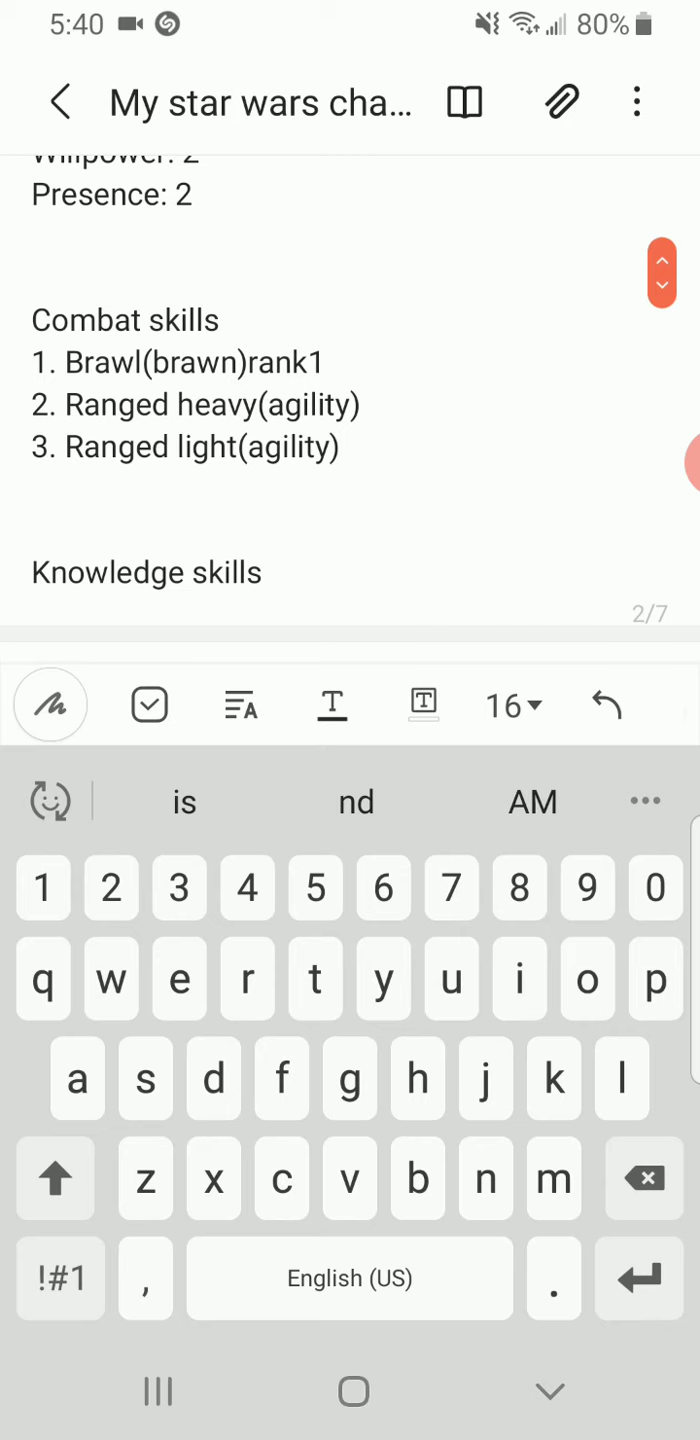 5:40 80%
My star wars cha...
Willpower: 2
Presence: 2
Combat skills
1. Brawl(brawn)rank1
2. Ranged heavy(agility)
3. Ranged light(agility)
Knowledge skills
2/7
A T T 16
is nd AM
1 2 3 4 5 6 7 8 9 0
q w e r t y u i o p
a s d f g h j k l
z x c v b n m
!#1 , English (US) .